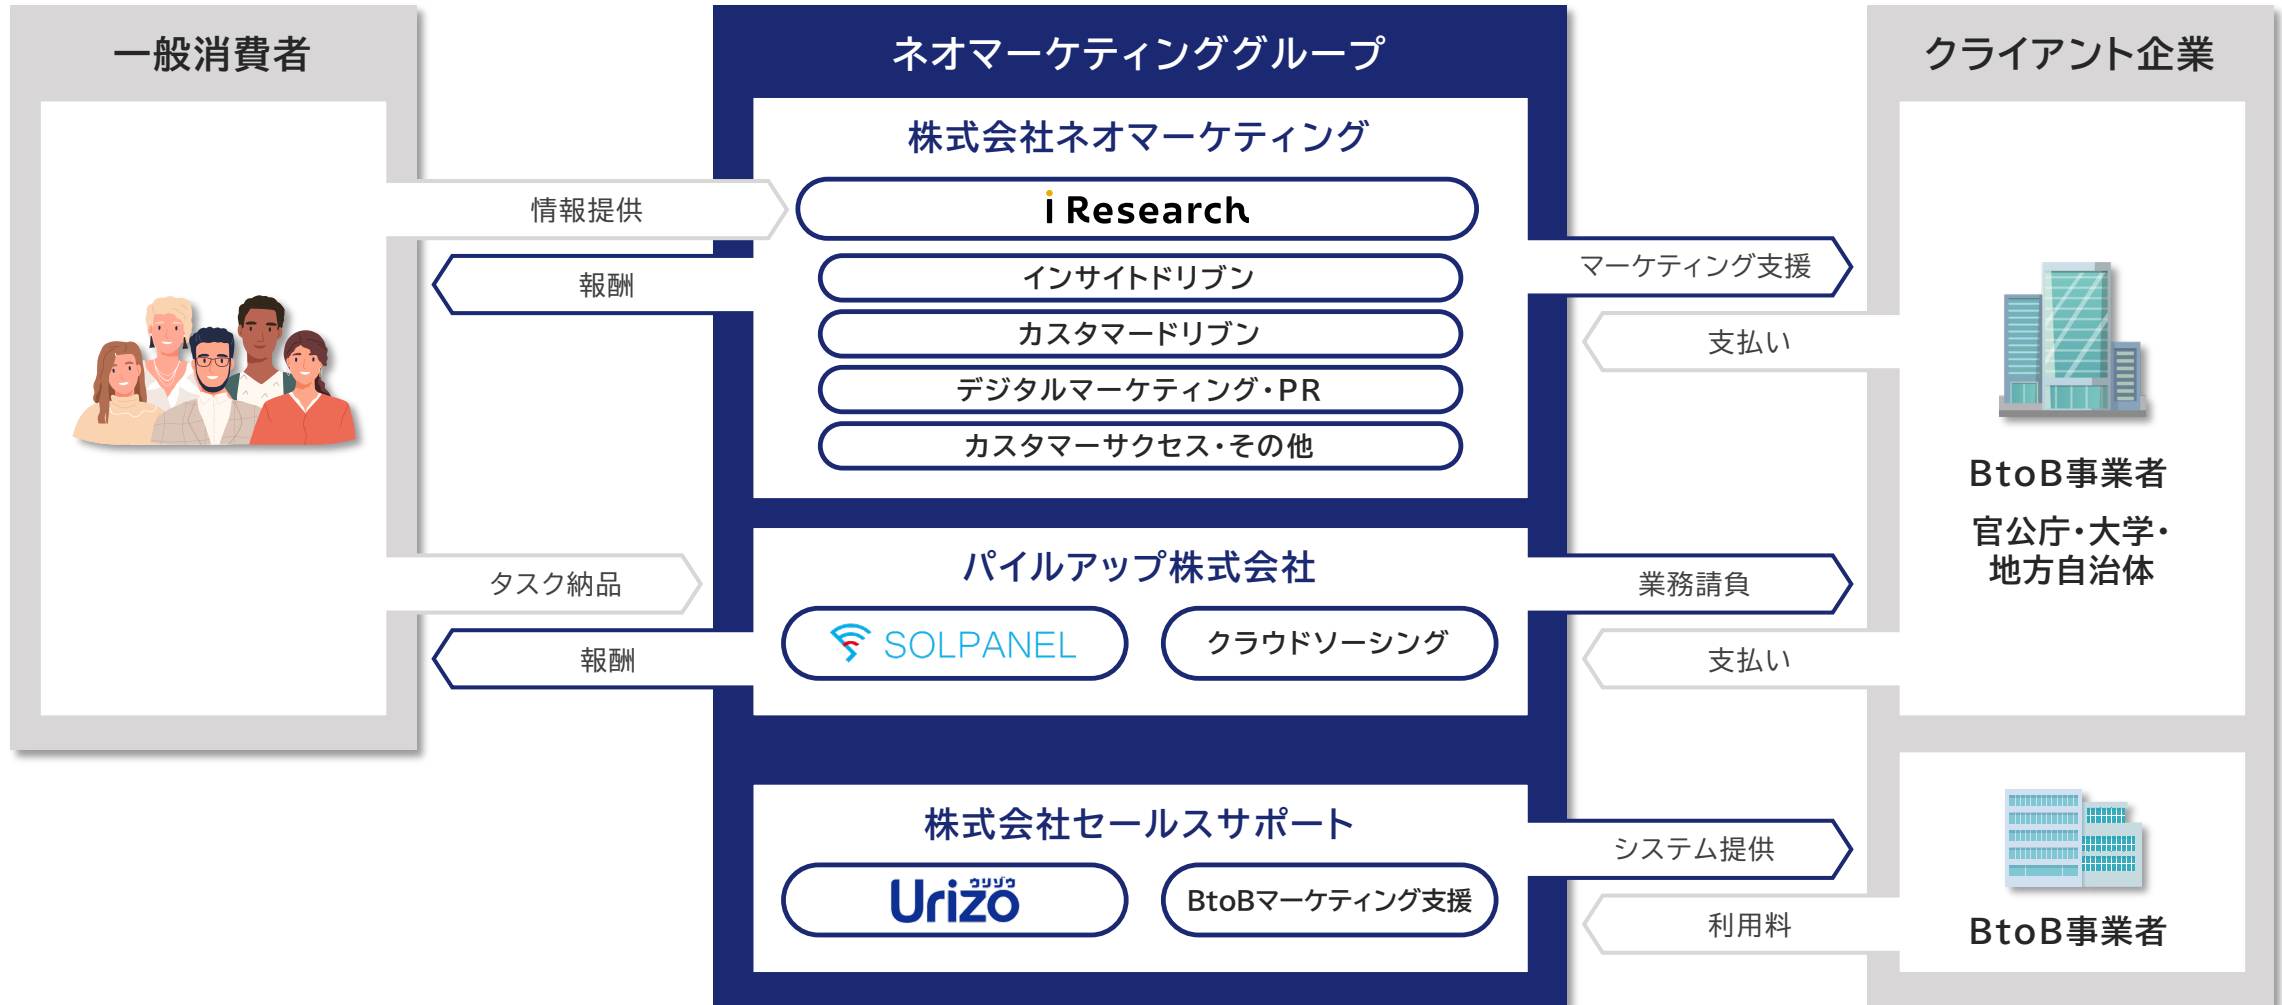 一般消費者
ネオマーケティンググループ
クライアント企業
株式会社ネオマーケティング
i Research
インサイトドリブン
カスタマードリブン
デジタルマーケティング・PR
カスタマーサクセス・その他
情報提供
報酬
マーケティング支援
支払い
BtoB事業者
官公庁・大学・
地方自治体
パイルアップ株式会社
SOLPANEL
クラウドソーシング
タスク納品
報酬
業務請負
支払い
株式会社セールスサポート
ウリゾウ
Urizo
BtoBマーケティング支援
システム提供
利用料
BtoB事業者